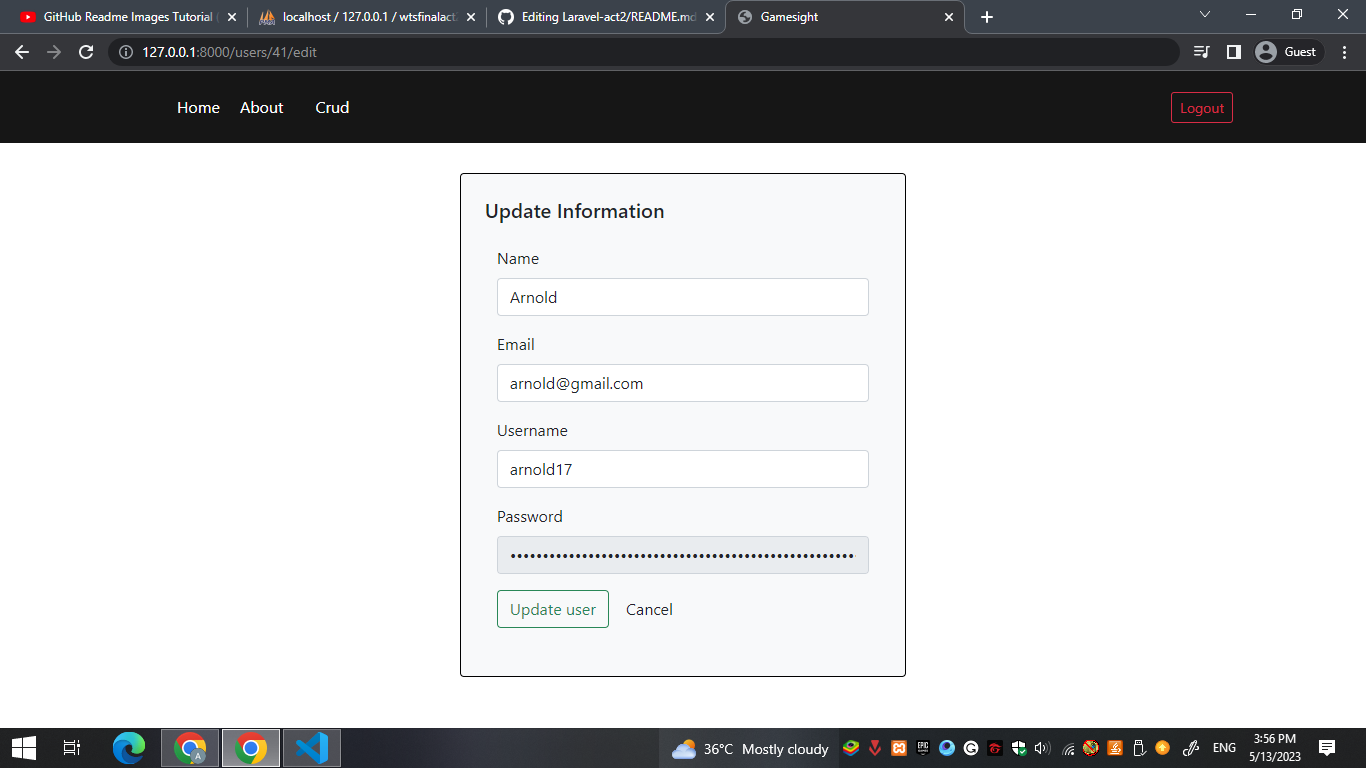 GitHub Readme Images Tutorial
localhost / 127.0.0.1 / wtsfinalact
Editing Laravel-act2/README.md
Gamesight
127.0.0.1:8000/users/41/edit
Guest
Home About Crud
Logout
Update Information
Name
Arnold
Email
arnold@gmail.com
Username
arnold17
Password
••••••••••••••••••••••••••••••••••••••••••••••••••••••
Update user Cancel
36°C Mostly cloudy
ENG
3:56 PM
5/13/2023